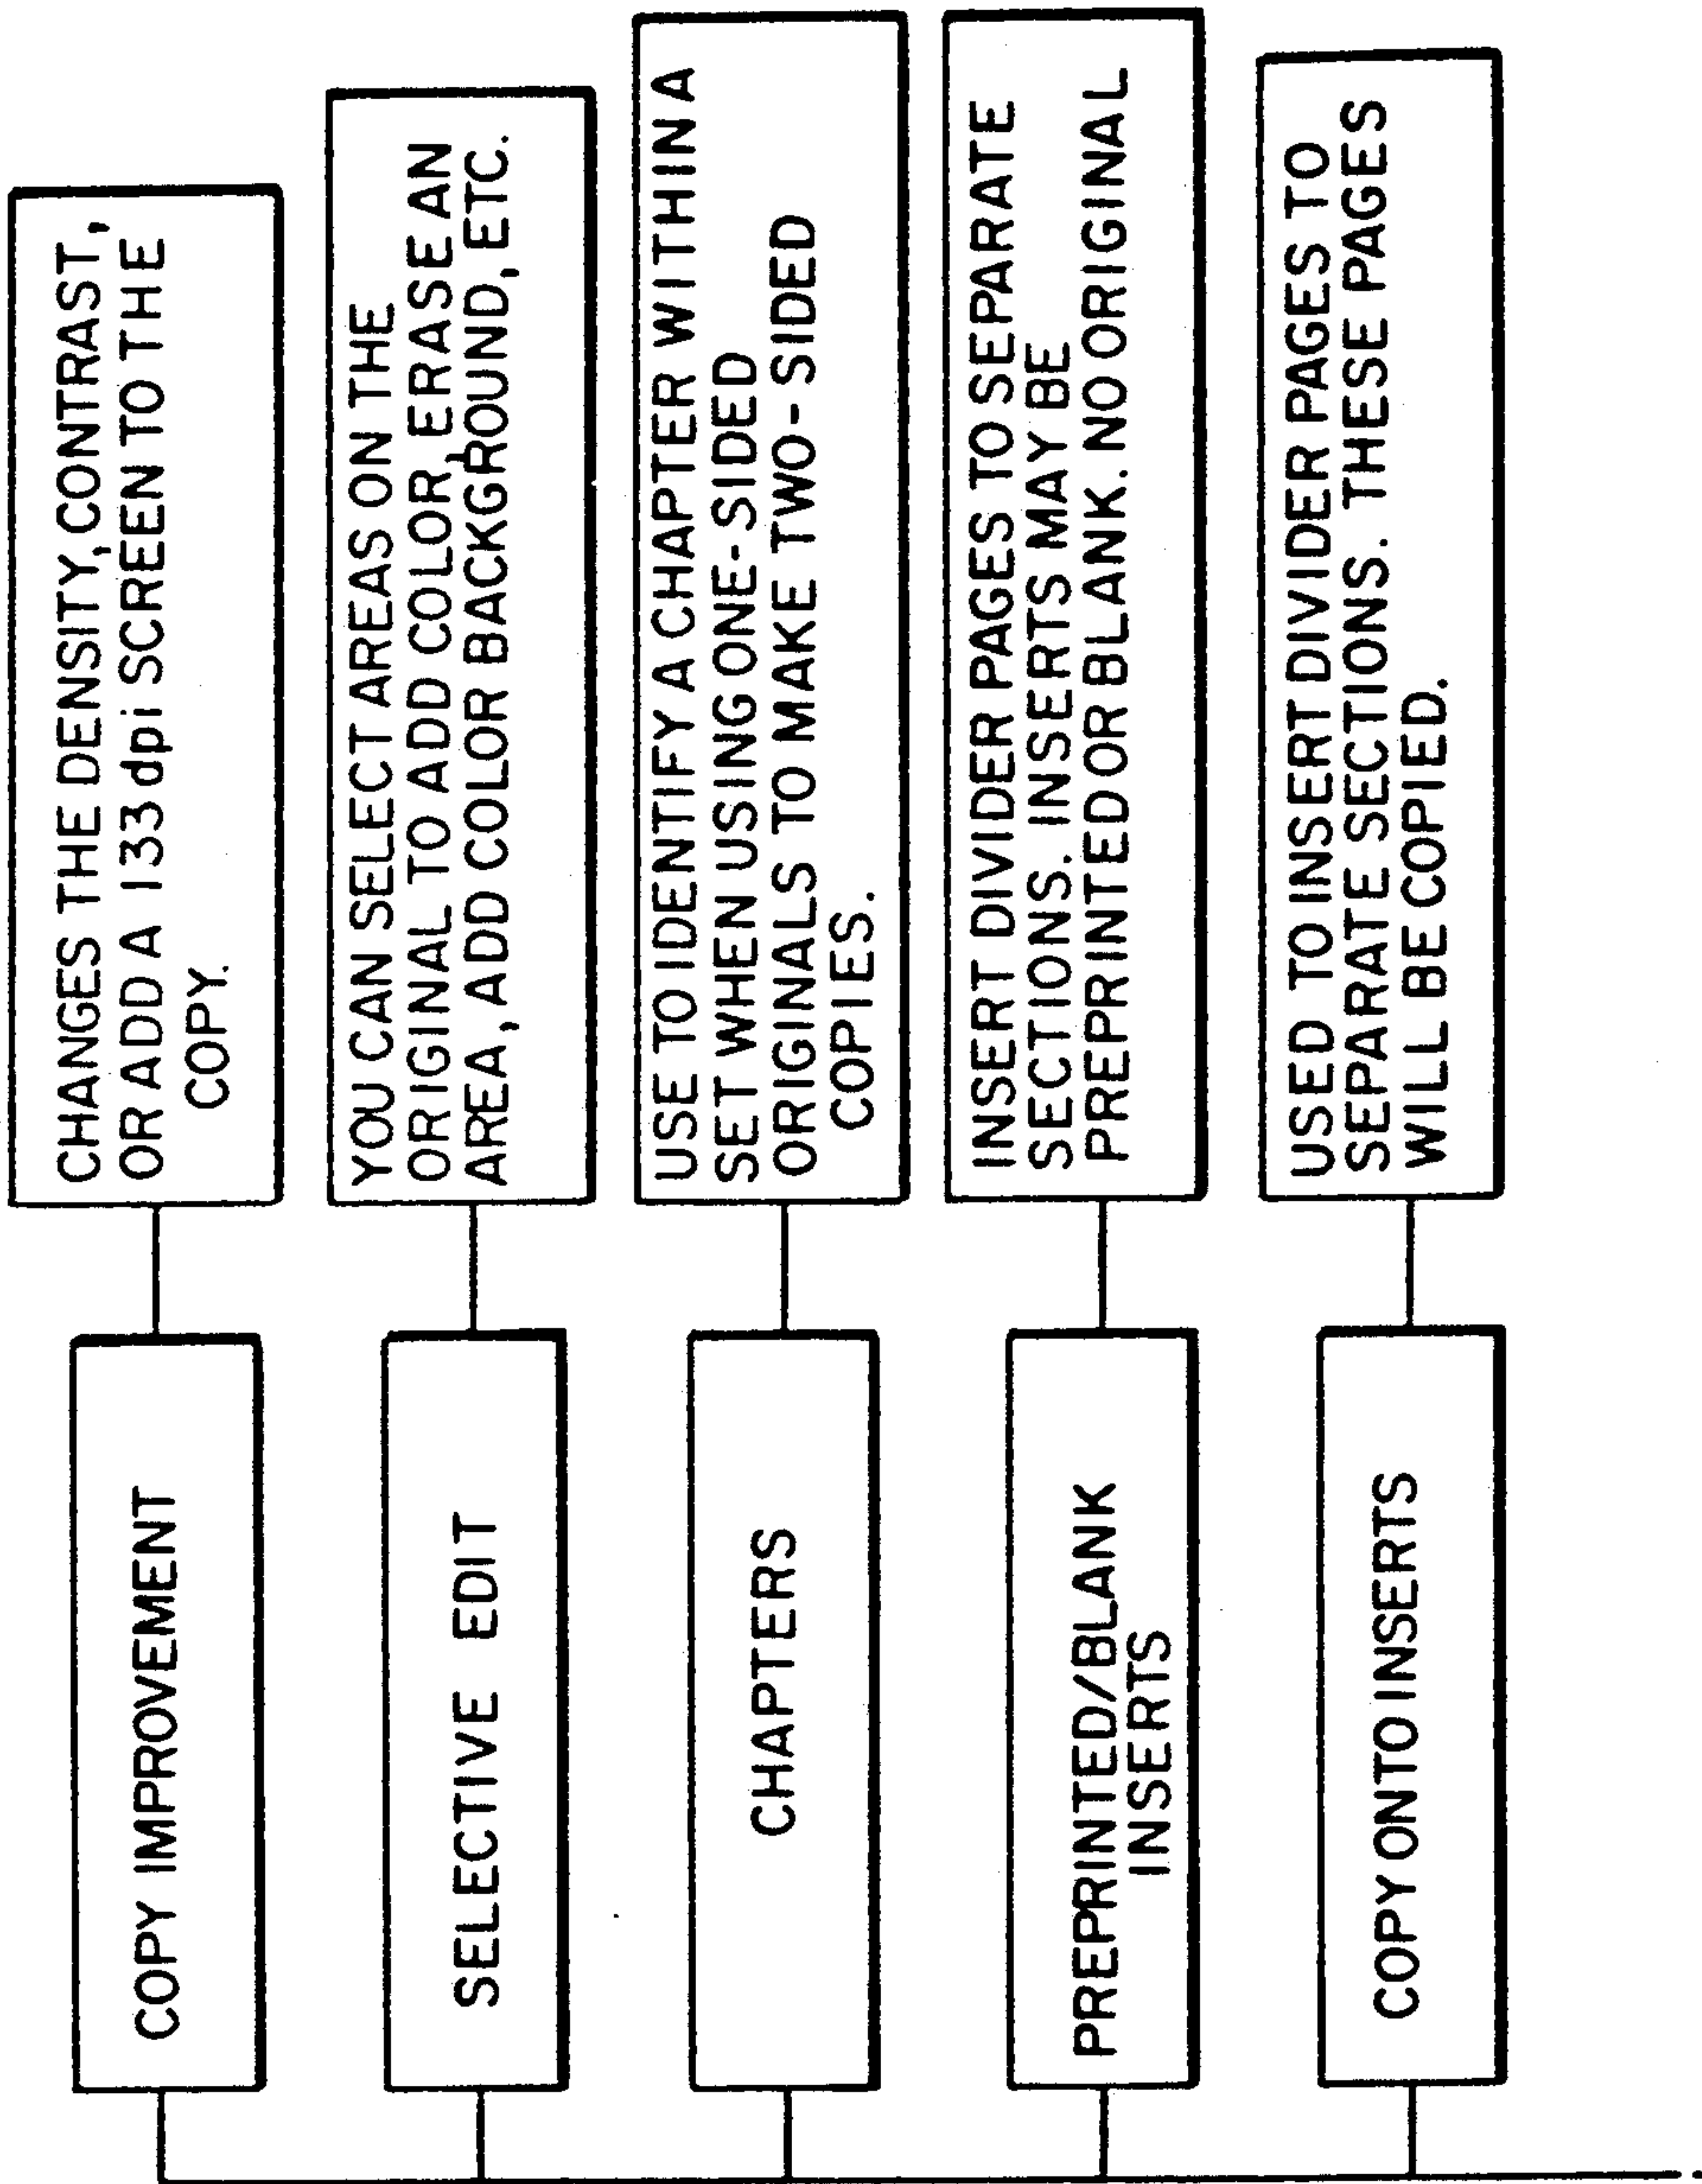 COPY IMPROVEMENT
CHANGES THE DENSITY, CONTRAST,
OR ADD A 133 dpi SCREEN TO THE
COPY.
SELECTIVE EDIT
YOU CAN SELECT AREAS ON THE
ORIGINAL TO ADD COLOR, ERASE AN
AREA, ADD COLOR BACKGROUND, ETC.
CHAPTERS
USE TO IDENTIFY A CHAPTER WITHIN A
SET WHEN USING ONE-SIDED
ORIGINALS TO MAKE TWO-SIDED
COPIES.
PREPRINTED/BLANK
INSERTS
INSERT DIVIDER PAGES TO SEPARATE
SECTIONS. INSERTS MAY BE
PREPRINTED OR BLANK. NO ORIGINAL
COPY ONTO INSERTS
USED TO INSERT DIVIDER PAGES TO
SEPARATE SECTIONS. THESE PAGES
WILL BE COPIED.